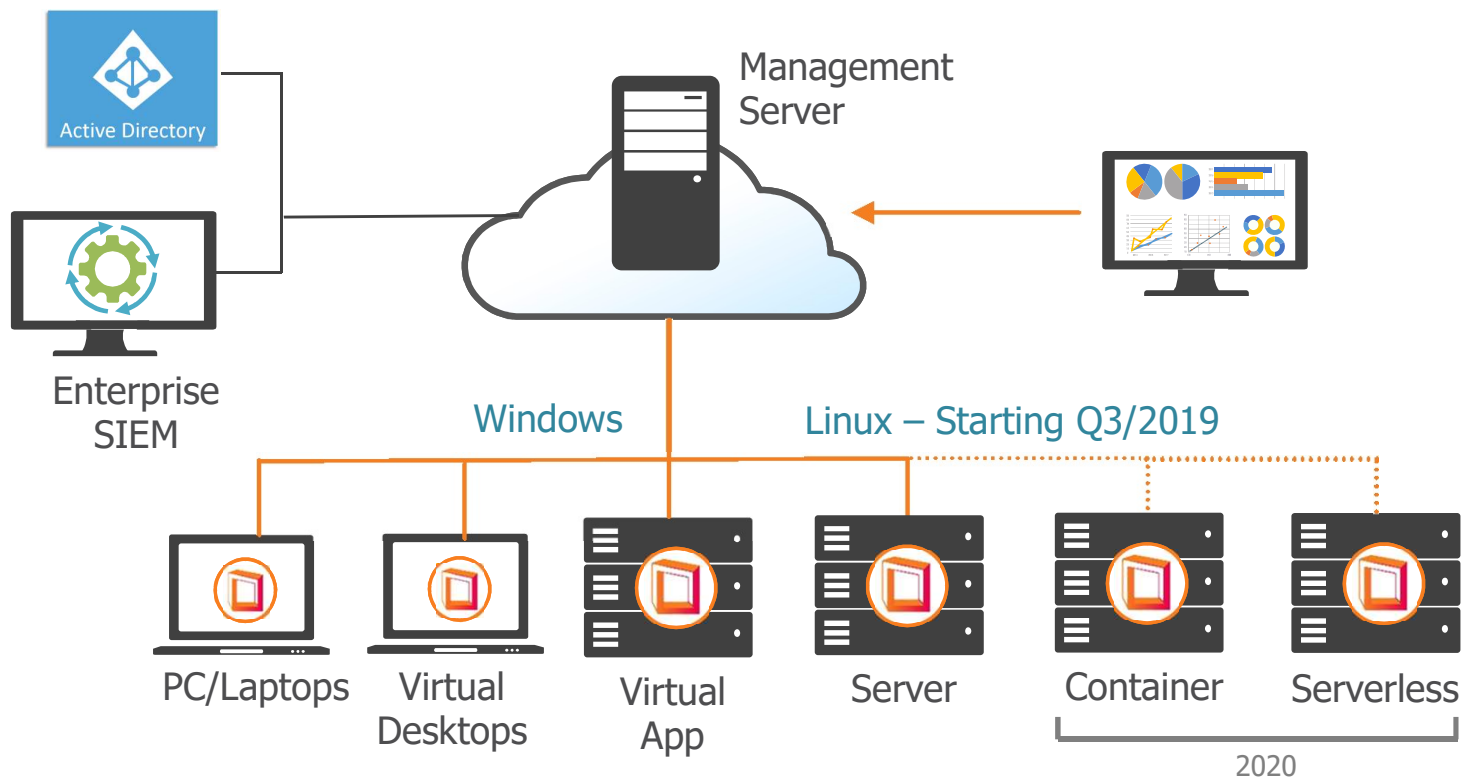 Active Directory
Management
Server
Enterprise
SIEM
Windows
Linux – Starting Q3/2019
PC/Laptops
Virtual
Desktops
Virtual
App
Server
Container
Serverless
2020